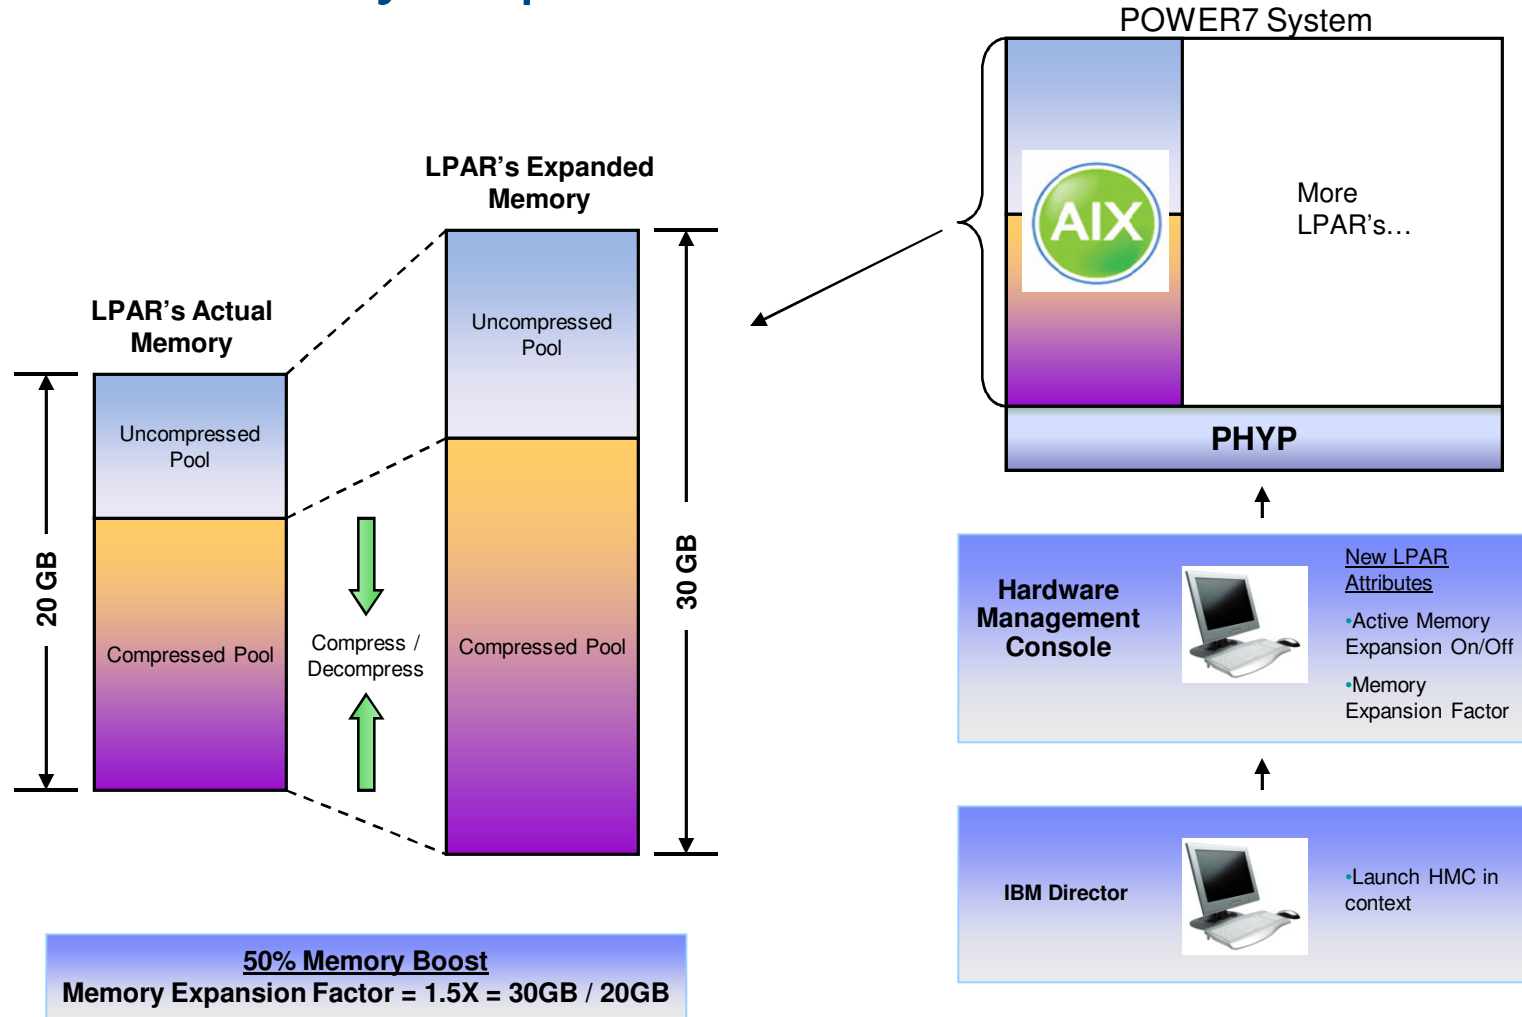 POWER7 System
AIX
More
LPAR's…
PHYP
LPAR's Expanded
Memory
LPAR's Actual
Memory
Uncompressed
Pool
Uncompressed
Pool
20 GB
30 GB
Compressed Pool
Compress /
Decompress
Compressed Pool
Hardware
Management
Console
New LPAR
Attributes
•Active Memory
Expansion On/Off
•Memory
Expansion Factor
IBM Director
•Launch HMC in
context
50% Memory Boost
Memory Expansion Factor = 1.5X = 30GB / 20GB